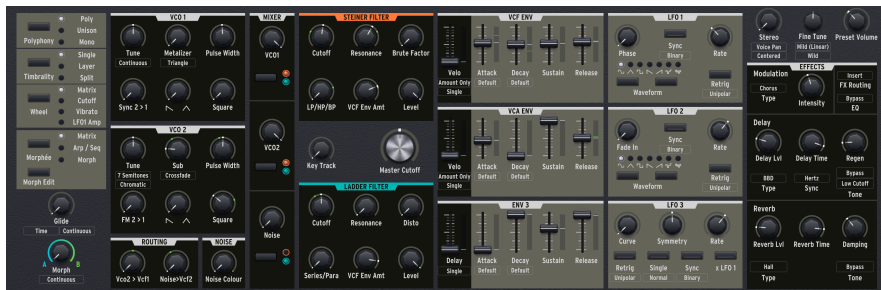 Polyphony
Poly
Unison
Mono
Timbrality
Single
Layer
Split
Wheel
Matrix
Cutoff
Vibrato
LFO1 Amp
Morphée
Matrix
Arp / Seq
Morph
Morph Edit
Glide
Time
Continuous
A
B
Morph
Continuous
VCO 1
Tune
Metalizer
Pulse Width
Continuous
Triangle
Sync 2 > 1
Square
VCO 2
Tune
Sub
Pulse Width
7 Semitones
Crossfade
Chromatic
FM 2 > 1
Square
ROUTING
Vco2 > Vcf1
Noise>Vcf2
NOISE
Noise Colour
MIXER
VCO1
VCO2
Noise
STEINER FILTER
Cutoff
Resonance
Brute Factor
LP/HP/BP
VCF Env Amt
Level
Key Track
Master Cutoff
LADDER FILTER
Cutoff
Resonance
Disto
Series/Para
VCF Env Amt
Level
VCF ENV
Velo
Attack
Decay
Sustain
Release
Amount Only
Default
Default
Single
VCA ENV
Velo
Attack
Decay
Sustain
Release
Amount Only
Default
Default
Single
ENV 3
Delay
Attack
Decay
Sustain
Release
Single
Default
Default
LFO 1
Phase
Sync
Rate
Binary
Waveform
Retrig
Unipolar
LFO 2
Fade In
Sync
Rate
Binary
Waveform
Retrig
Unipolar
LFO 3
Curve
Symmetry
Rate
Retrig
Single
Sync
x LFO 1
Unipolar
Normal
Binary
Stereo
Fine Tune
Preset Volume
Voice Pan
Mild (Linear)
Centered
Wild
EFFECTS
Modulation
Chorus
Type
Intensity
Insert
FX Routing
Bypass
EQ
Delay
Delay Lvl
Delay Time
Regen
BBD
Hertz
Bypass
Type
Sync
Low Cutoff
Tone
Reverb
Reverb Lvl
Reverb Time
Damping
Hall
Bypass
Type
Tone